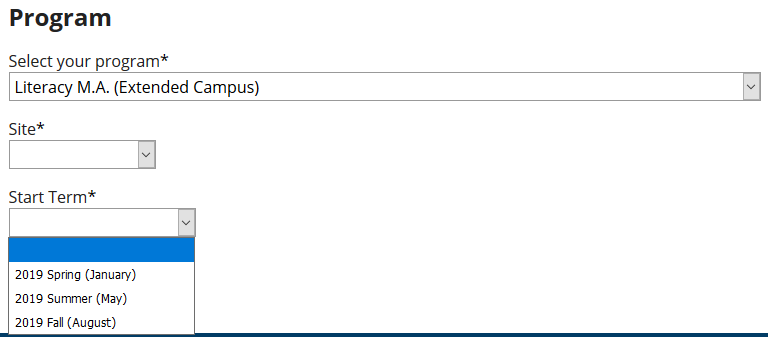 Program
Select your program*
Literacy M.A. (Extended Campus)
Site*
Start Term*
2019 Spring (January)
2019 Summer (May)
2019 Fall (August)